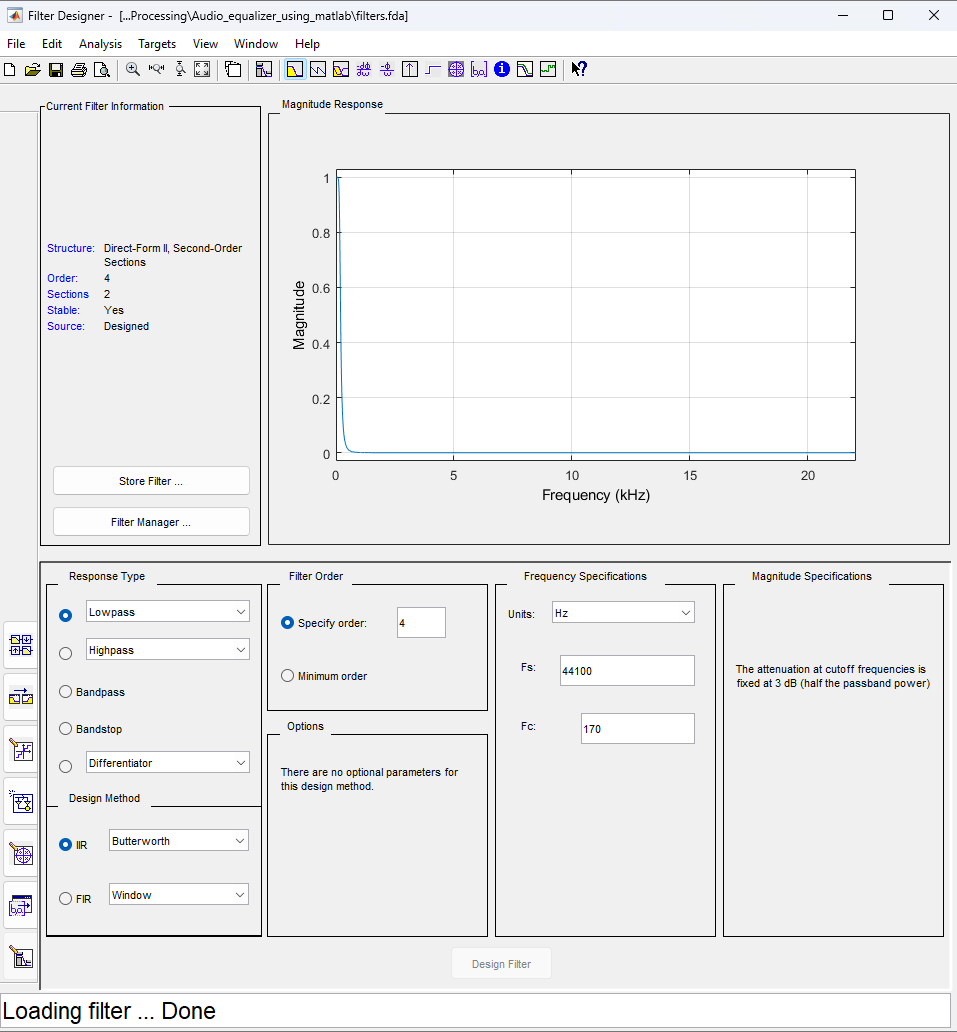 Filter Designer - [...Processing\Audio_equalizer_using_matlab\filters.fda]
File Edit Analysis Targets View Window Help
Current Filter Information
Structure: Direct-Form II, Second-Order
Sections
Order: 4
Sections 2
Stable: Yes
Source: Designed
Store Filter ...
Filter Manager ...
Magnitude Response
Magnitude
1
0.8
0.6
0.4
0.2
0
0 5 10 15 20
Frequency (kHz)
Response Type
Lowpass
Highpass
Bandpass
Bandstop
Differentiator
Design Method
IIR Butterworth
FIR Window
Filter Order
Specify order: 4
Minimum order
Options
There are no optional parameters for
this design method.
Frequency Specifications
Units: Hz
Fs: 44100
Fc: 170
Magnitude Specifications
The attenuation at cutoff frequencies is
fixed at 3 dB (half the passband power)
Design Filter
Loading filter ... Done